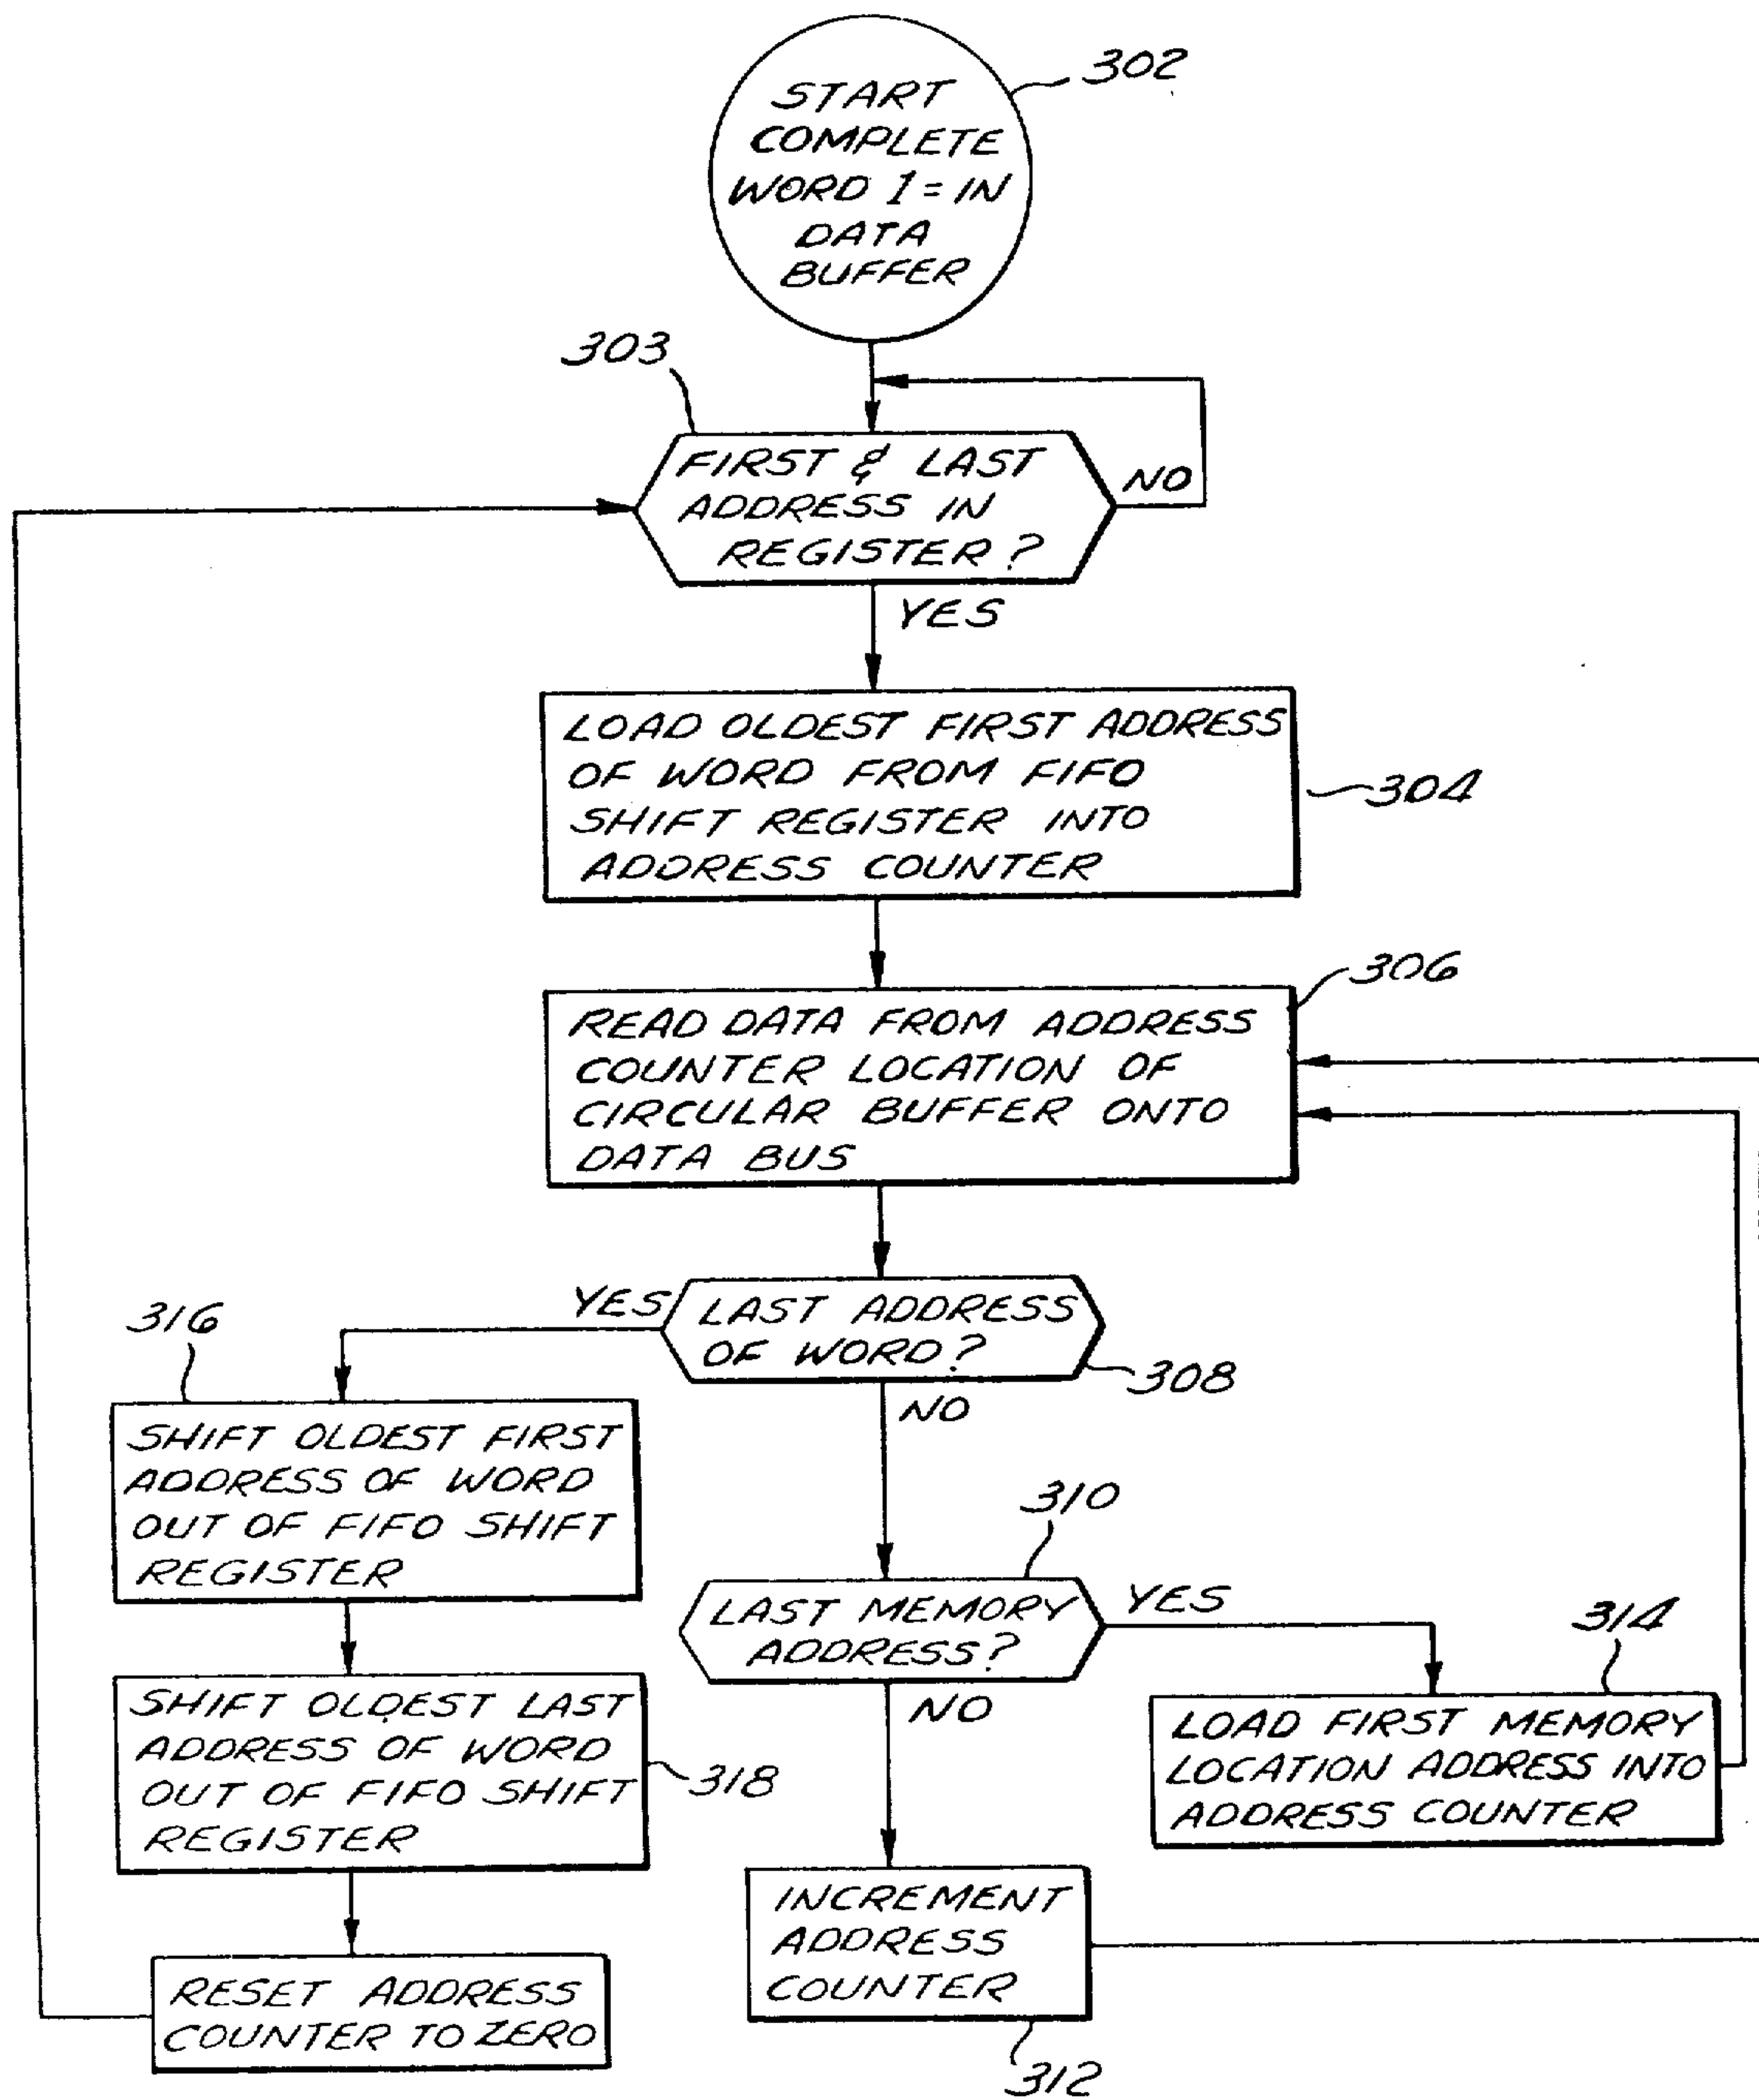 302
START
COMPLETE
WORD 1 = IN
DATA
BUFFER
303
FIRST & LAST
ADDRESS IN
REGISTER?
NO
YES
LOAD OLDEST FIRST ADDRESS
OF WORD FROM FIFO
SHIFT REGISTER INTO
ADDRESS COUNTER
304
306
READ DATA FROM ADDRESS
COUNTER LOCATION OF
CIRCULAR BUFFER ONTO
DATA BUS
YES
LAST ADDRESS
OF WORD?
308
NO
316
SHIFT OLDEST FIRST
ADDRESS OF WORD
OUT OF FIFO SHIFT
REGISTER
310
LAST MEMORY
ADDRESS?
YES
NO
314
LOAD FIRST MEMORY
LOCATION ADDRESS INTO
ADDRESS COUNTER
SHIFT OLDEST LAST
ADDRESS OF WORD
OUT OF FIFO SHIFT
REGISTER
318
INCREMENT
ADDRESS
COUNTER
312
RESET ADDRESS
COUNTER TO ZERO